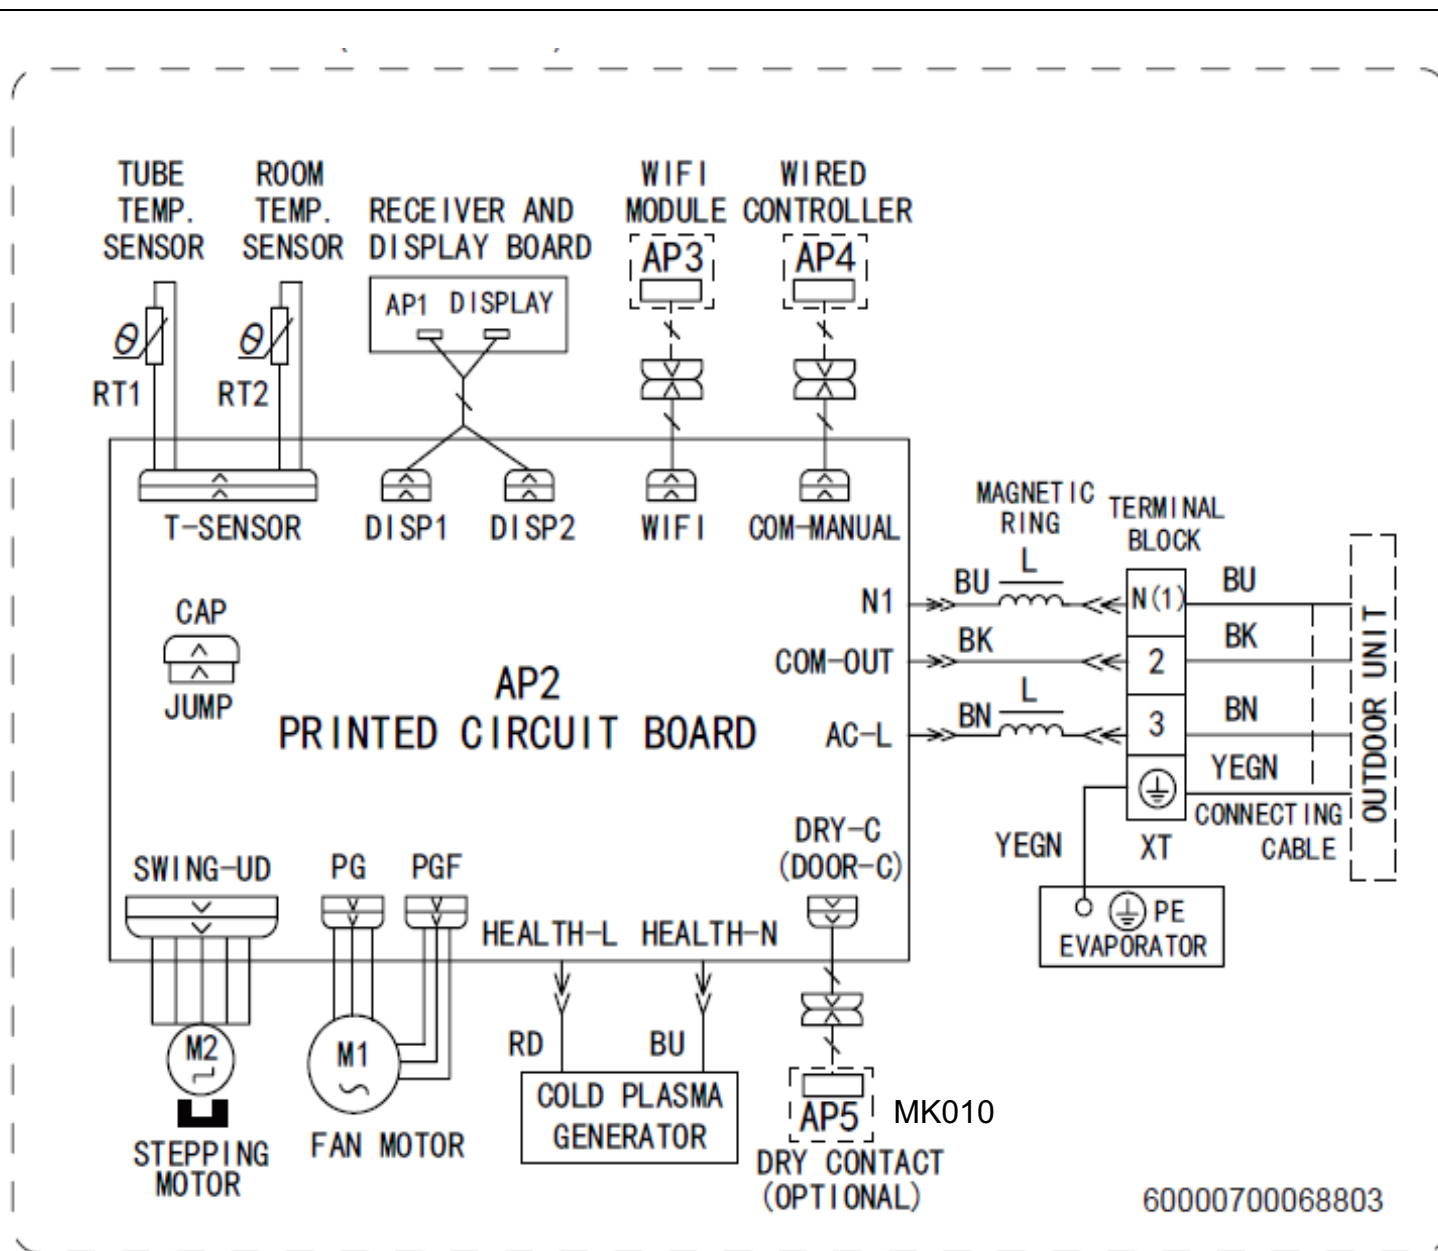 TUBE
TEMP.
SENSOR
ROOM
TEMP.
SENSOR
RECEIVER AND
DISPLAY BOARD
WIFI
MODULE
WIRED
CONTROLLER
AP3
AP4
AP1 DISPLAY
θ
θ
RT1
RT2
T-SENSOR
DISP1
DISP2
WIFI
COM-MANUAL
MAGNETIC
RING
TERMINAL
BLOCK
L
N1
BU
N(1)
BU
CAP
JUMP
COM-OUT
BK
2
BK
AP2
PRINTED CIRCUIT BOARD
L
AC-L
BN
3
BN
OUTDOOR UNIT
YEGN
CONNECTING
CABLE
XT
YEGN
DRY-C
(DOOR-C)
PE
EVAPORATOR
SWING-UD
PG
PGF
HEALTH-L
HEALTH-N
M2
M1
RD
BU
STEPPING
MOTOR
FAN MOTOR
COLD PLASMA
GENERATOR
AP5
MK010
DRY CONTACT
(OPTIONAL)
60000700068803